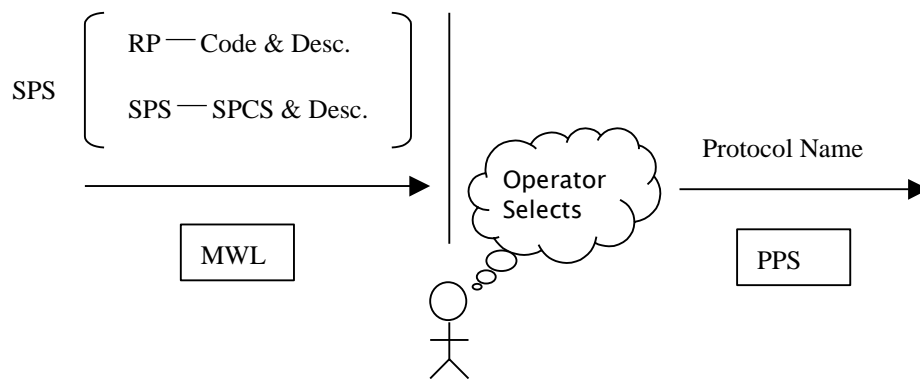 RP — Code & Desc.
SPS
SPS — SPCS & Desc.
Operator
Selects
Protocol Name
MWL
PPS